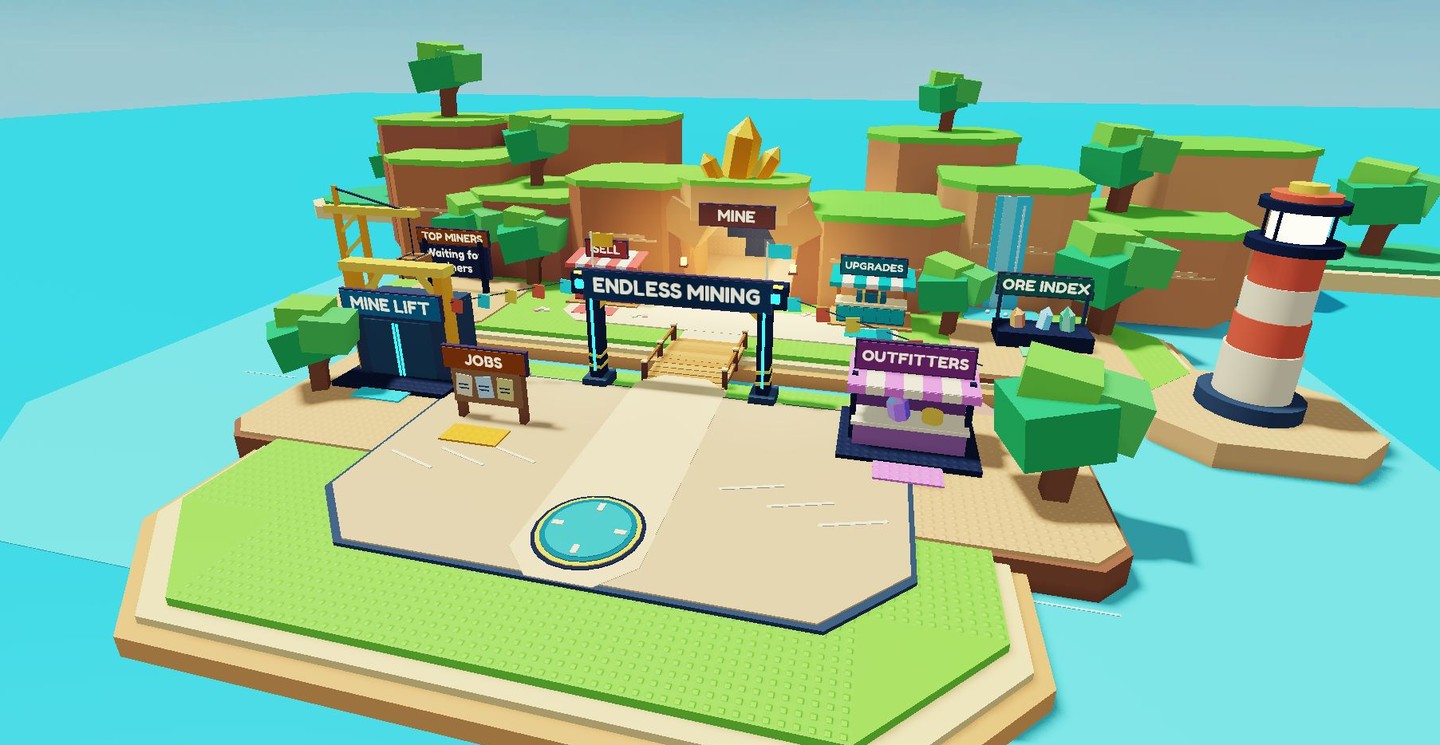 MINE
TOP MINERS
Waiting fo
SELL
UPGRADES
ENDLESS MINING
ORE INDEX
MINE LIFT
JOBS
OUTFITTERS